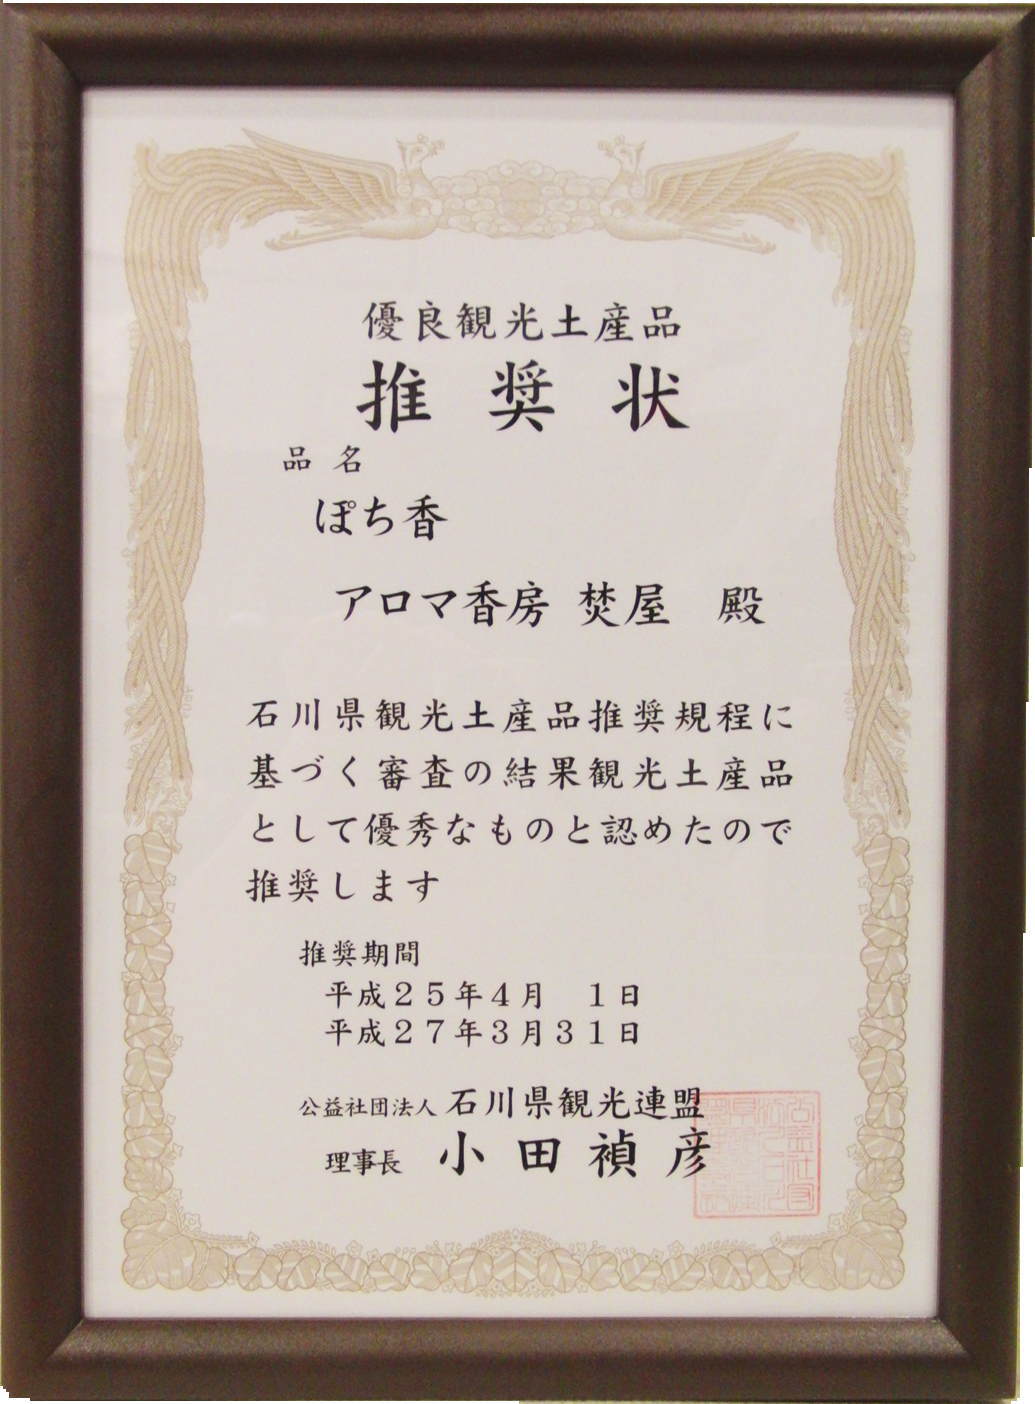 優良観光土産品
推奨状
品名
ぽち香
アロマ香房 焚屋 殿
石川県観光土産品推奨規程に
基づく審査の結果観光土産品
として優秀なものと認めたので
推奨します
推奨期間
平成25年4月 1日
平成27年3月31日
公益社団法人 石川県観光連盟
理事長 小田禎彦